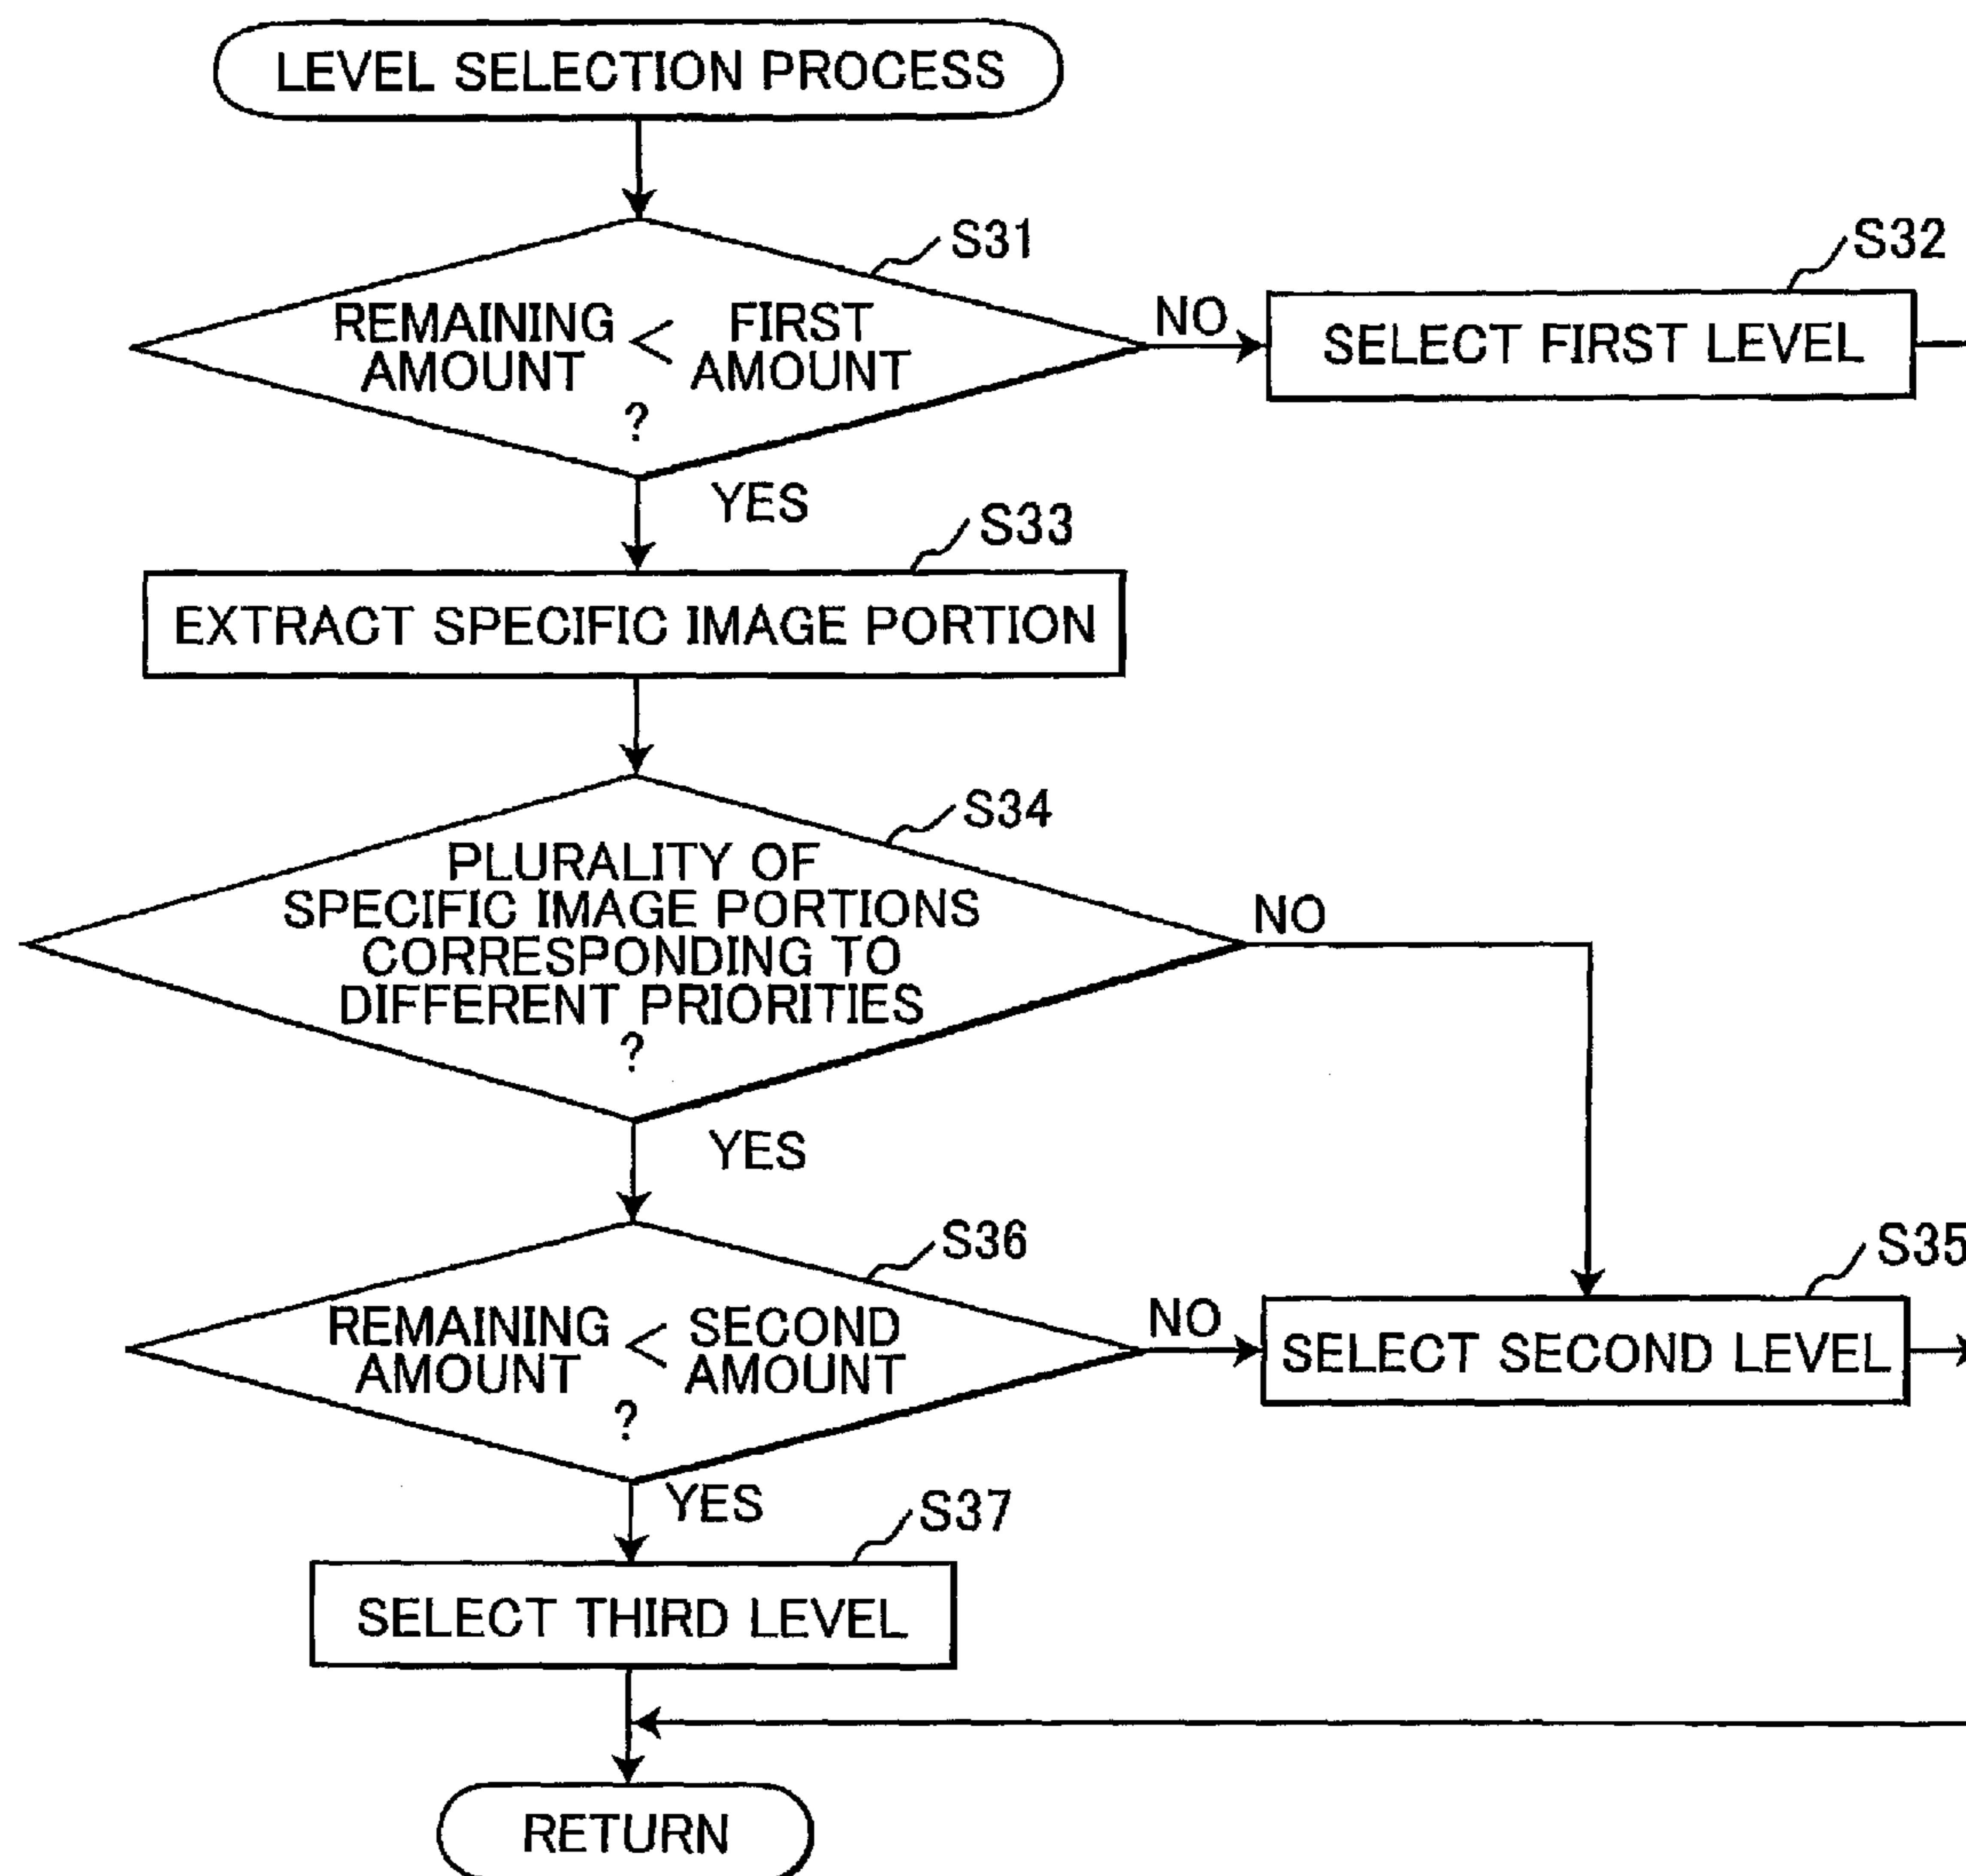 LEVEL SELECTION PROCESS
S31
REMAINING < FIRST
AMOUNT AMOUNT
?
NO
S32
SELECT FIRST LEVEL
YES
S33
EXTRACT SPECIFIC IMAGE PORTION
S34
PLURALITY OF
SPECIFIC IMAGE PORTIONS
CORRESPONDING TO
DIFFERENT PRIORITIES
?
NO
YES
S36
REMAINING < SECOND
AMOUNT AMOUNT
?
NO
S35
SELECT SECOND LEVEL
YES
S37
SELECT THIRD LEVEL
RETURN